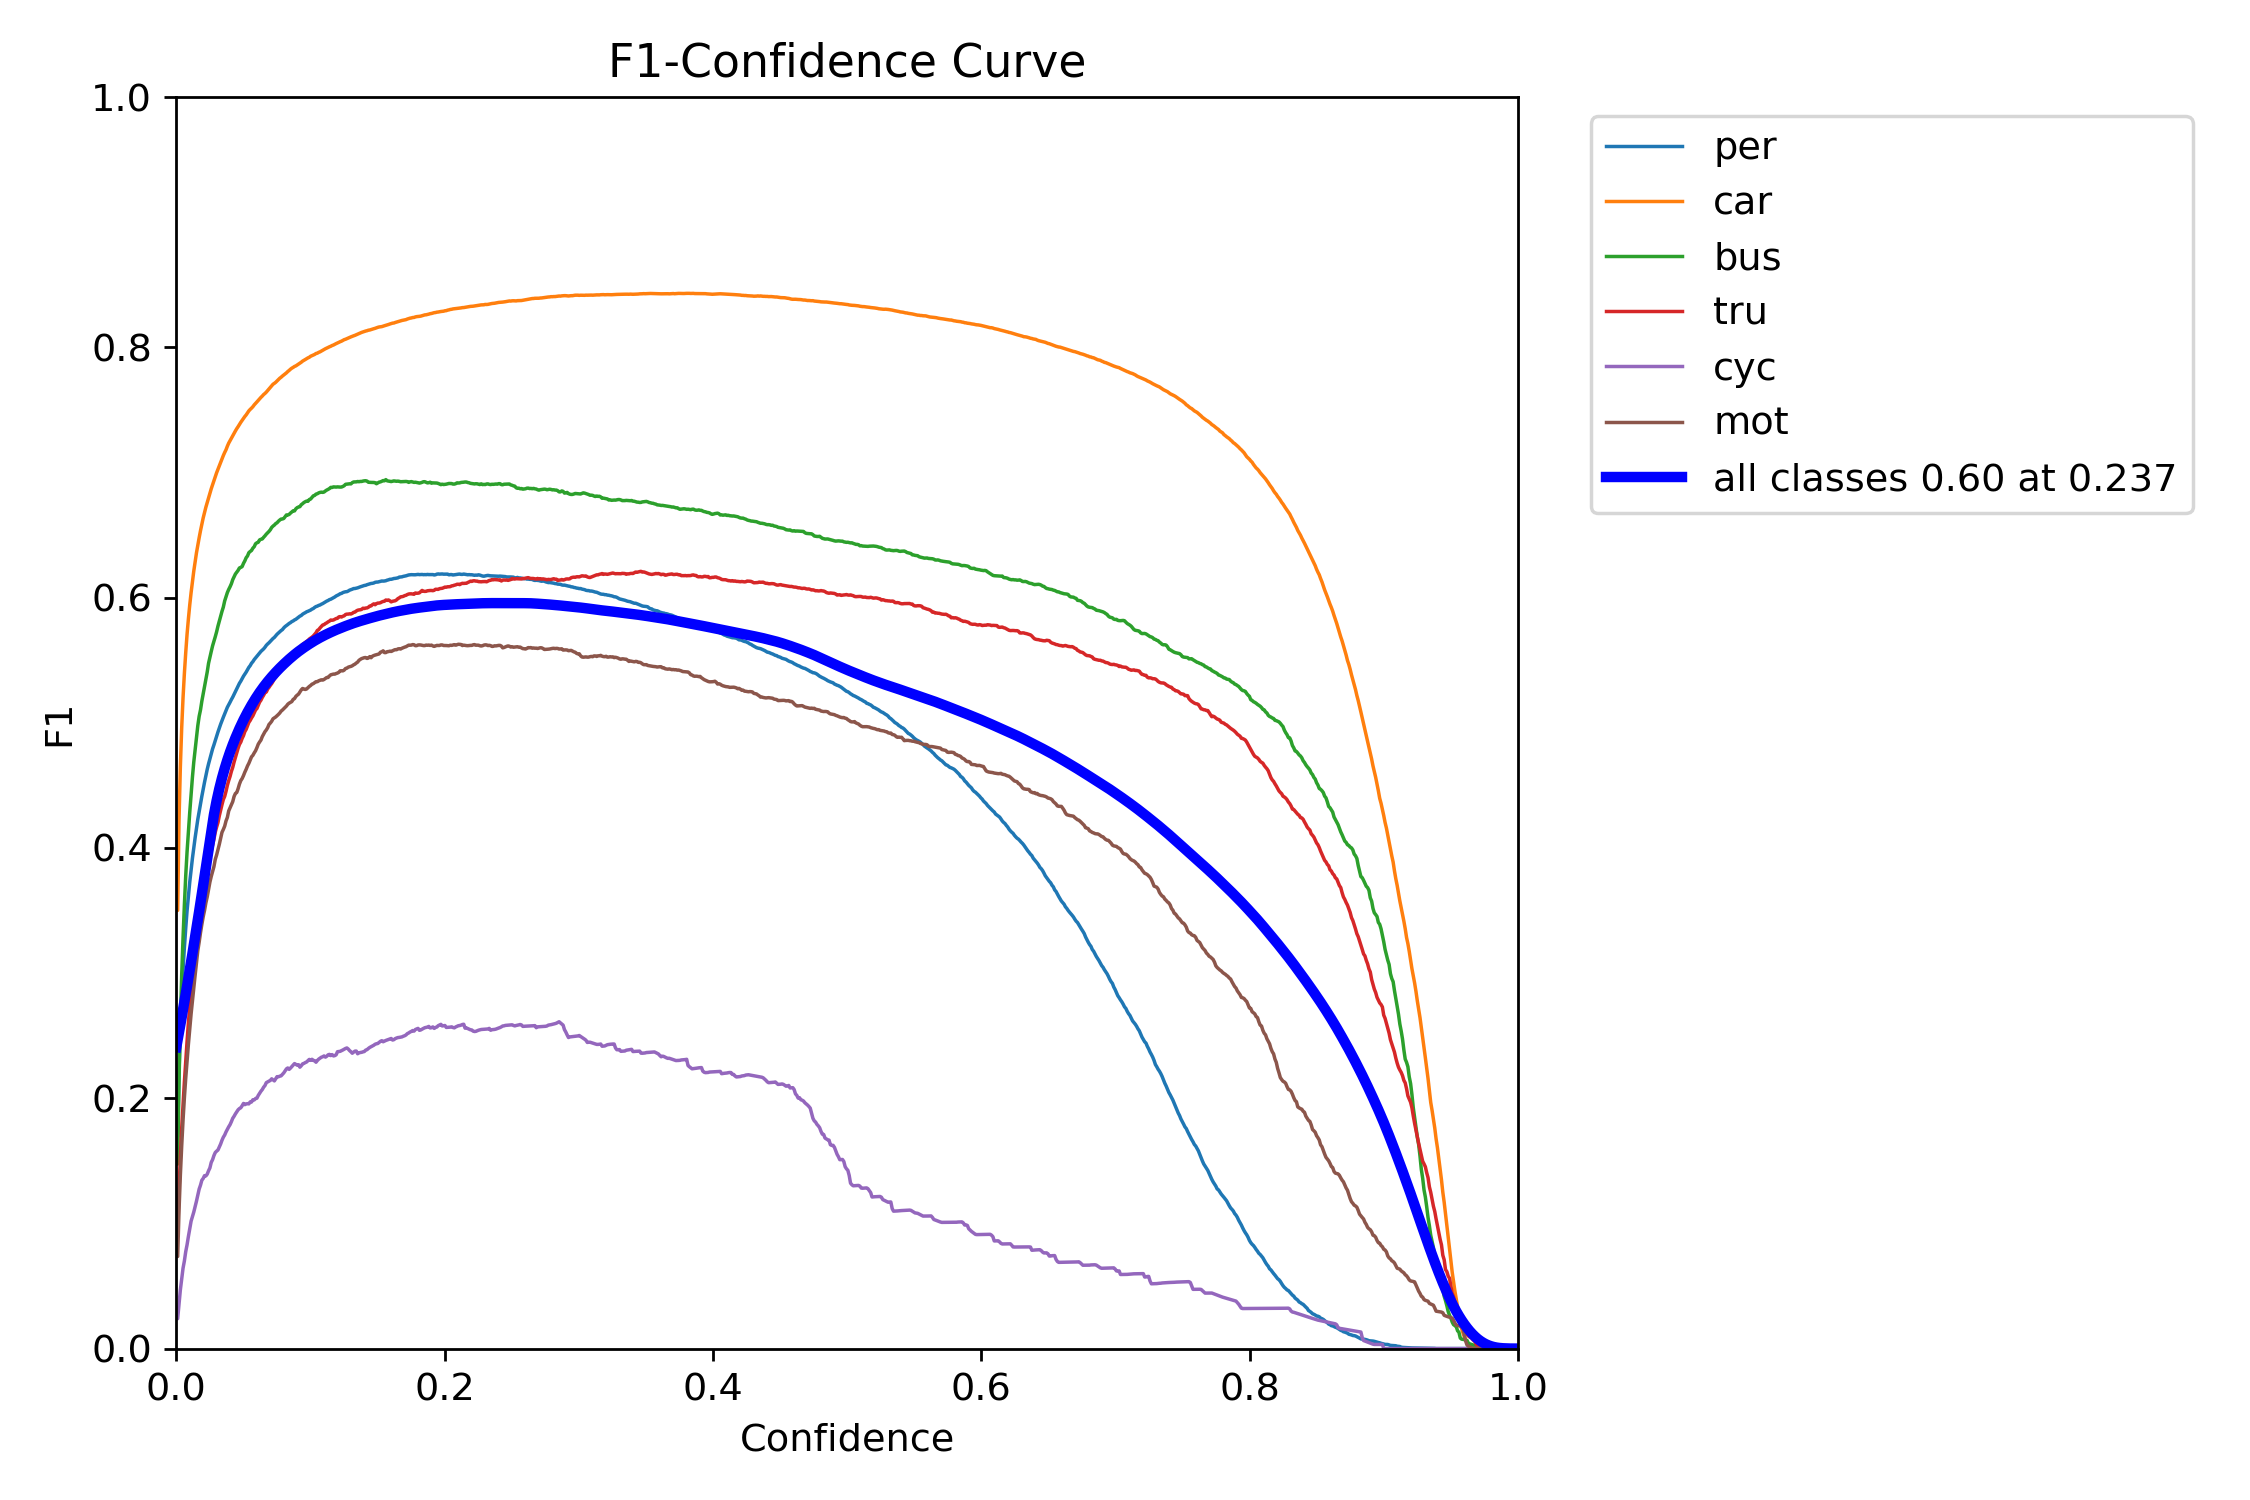 F1-Confidence Curve
1.0
0.8
0.6
0.4
0.2
0.0
F1
0.0 0.2 0.4 0.6 0.8 1.0
Confidence
per
car
bus
tru
cyc
mot
all classes 0.60 at 0.237